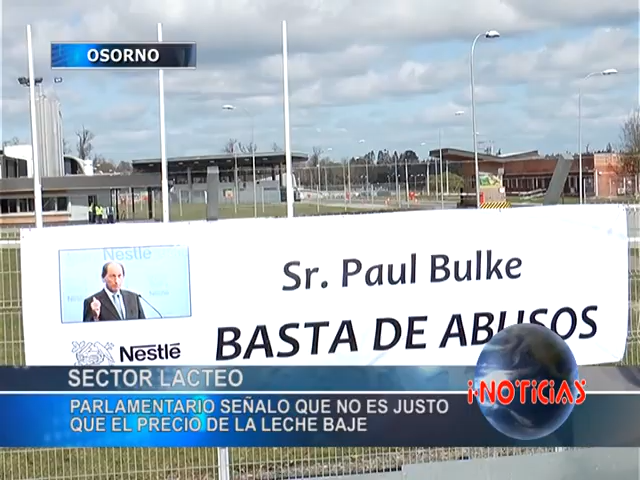 OSORNO
Nestlé
Sr. Paul Bulke
BASTA DE ABUSOS
Nestlé
SECTOR LACTEO
i·NOTICIAS
PARLAMENTARIO SEÑALO QUE NO ES JUSTO
QUE EL PRECIO DE LA LECHE BAJE